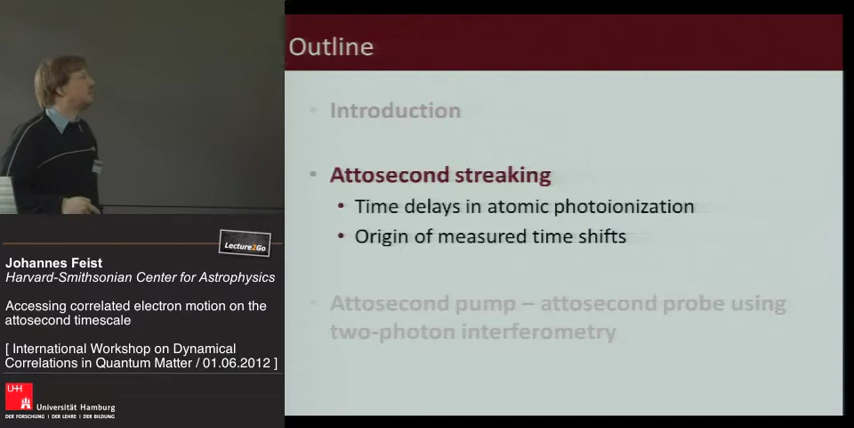 Outline
• Introduction
• Attosecond streaking
• Time delays in atomic photoionization
• Origin of measured time shifts
• Attosecond pump – attosecond probe using
two-photon interferometry
Lecture2Go
Johannes Feist
Harvard-Smithsonian Center for Astrophysics
Accessing correlated electron motion on the
attosecond timescale
[ International Workshop on Dynamical
Correlations in Quantum Matter / 01.06.2012 ]
UH
Universität Hamburg
DER FORSCHUNG | DER LEHRE | DER BILDUNG